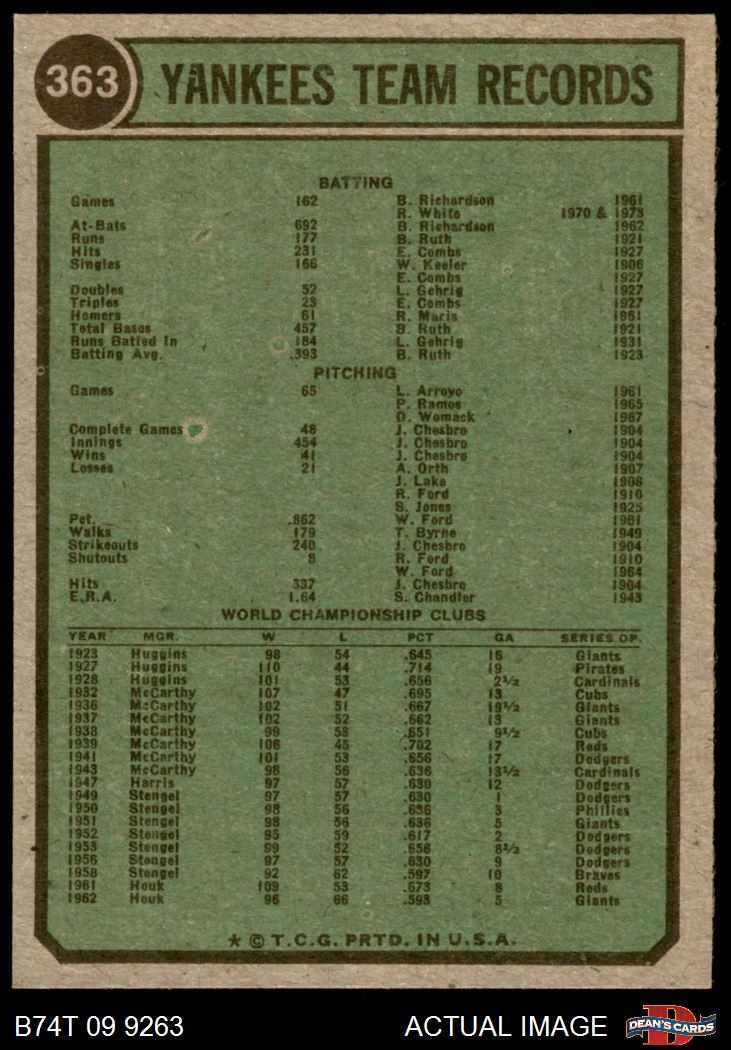 363 YANKEES TEAM RECORDS
BATTING
Games 162 B. Richardson 1961
R. White 1970 & 1973
At-Bats 692 B. Richardson 1962
Runs 177 B. Ruth 1921
Hits 231 E. Combs 1927
Singles 166 W. Keeler 1906
E. Combs 1927
Doubles 52 L. Gehrig 1927
Triples 23 E. Combs 1927
Homers 61 R. Maris 1961
Total Bases 457 B. Ruth 1921
Runs Batted In 184 L. Gehrig 1931
Batting Avg. .393 B. Ruth 1923
PITCHING
Games 65 L. Arroyo 1961
P. Ramos 1965
D. Womack 1967
Complete Games 48 J. Chesbro 1904
Innings 454 J. Chesbro 1904
Wins 41 J. Chesbro 1904
Losses 21 A. Orth 1907
J. Lake 1908
R. Ford 1910
S. Jones 1925
Pct. .862 W. Ford 1961
Walks 179 T. Byrne 1949
Strikeouts 240 J. Chesbro 1904
Shutouts 8 R. Ford 1910
W. Ford 1964
Hits 337 J. Chesbro 1904
E.R.A. 1.64 S. Chandler 1943
WORLD CHAMPIONSHIP CLUBS
YEAR MGR. W L PCT GA SERIES OP.
1923 Huggins 98 54 .645 16 Giants
1927 Huggins 110 44 .714 19 Pirates
1928 Huggins 101 53 .656 2½ Cardinals
1932 McCarthy 107 47 .695 13 Cubs
1936 McCarthy 102 51 .667 19½ Giants
1937 McCarthy 102 52 .662 13 Giants
1938 McCarthy 99 53 .651 9½ Cubs
1939 McCarthy 106 45 .702 17 Reds
1941 McCarthy 101 53 .656 17 Dodgers
1943 McCarthy 98 56 .636 13½ Cardinals
1947 Harris 97 57 .630 12 Dodgers
1949 Stengel 97 57 .630 1 Dodgers
1950 Stengel 98 56 .636 3 Phillies
1951 Stengel 98 56 .636 5 Giants
1952 Stengel 95 59 .617 2 Dodgers
1953 Stengel 99 52 .656 8½ Dodgers
1956 Stengel 97 57 .630 9 Dodgers
1958 Stengel 92 62 .597 10 Braves
1961 Houk 109 53 .673 8 Reds
1962 Houk 96 66 .593 5 Giants
* © T.C.G. PRTD. IN U.S.A.
B74T 09 9263 ACTUAL IMAGE DEAN'S CARDS